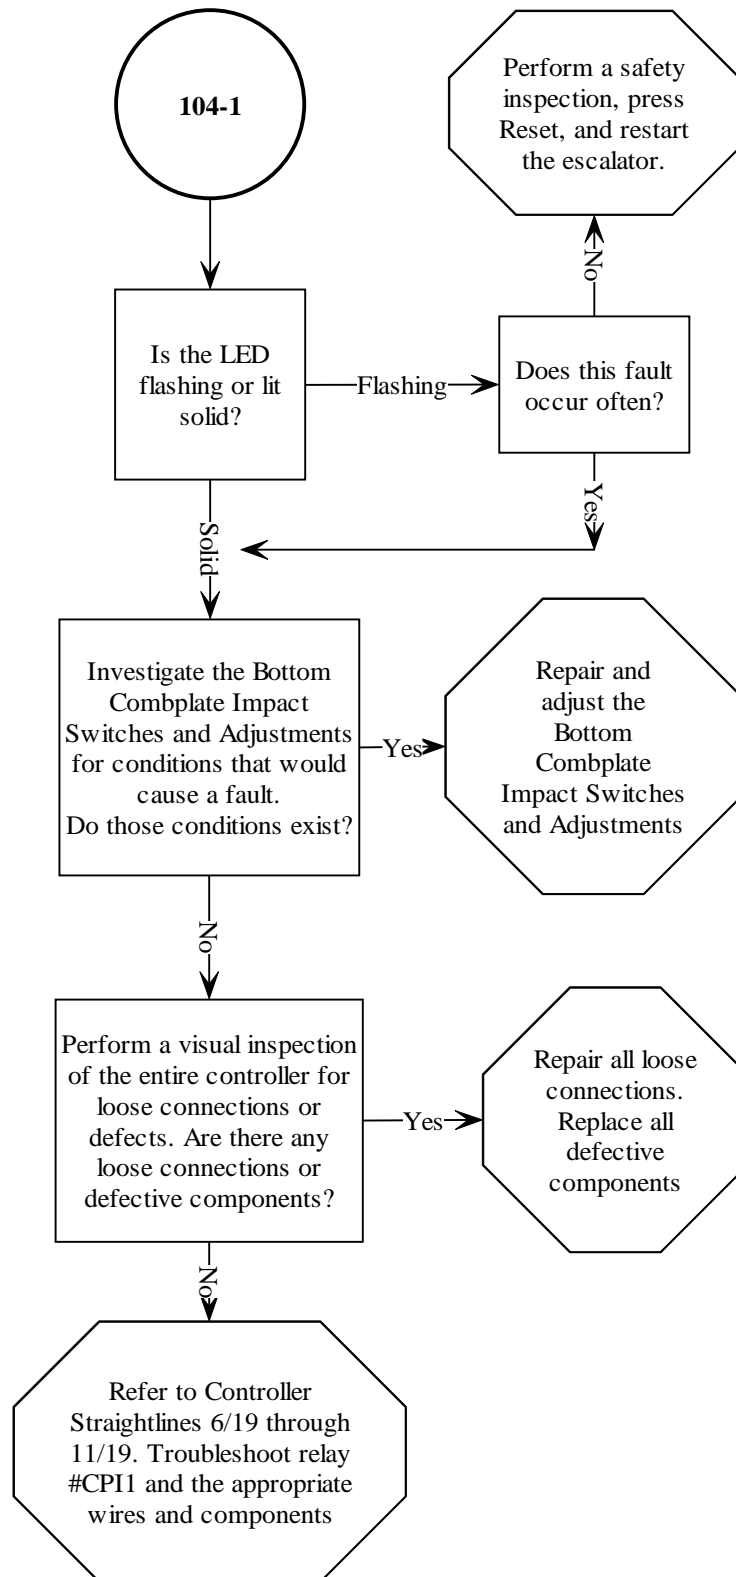 104-1
Perform a safety
inspection, press
Reset, and restart
the escalator.
No
Is the LED
flashing or lit
solid?
Flashing
Does this fault
occur often?
Yes
Solid
Investigate the Bottom
Combplate Impact
Switches and Adjustments
for conditions that would
cause a fault.
Do those conditions exist?
Yes
Repair and
adjust the
Bottom
Combplate
Impact Switches
and Adjustments
No
Perform a visual inspection
of the entire controller for
loose connections or
defects. Are there any
loose connections or
defective components?
Yes
Repair all loose
connections.
Replace all
defective
components
No
Refer to Controller
Straightlines 6/19 through
11/19. Troubleshoot relay
#CPI1 and the appropriate
wires and components